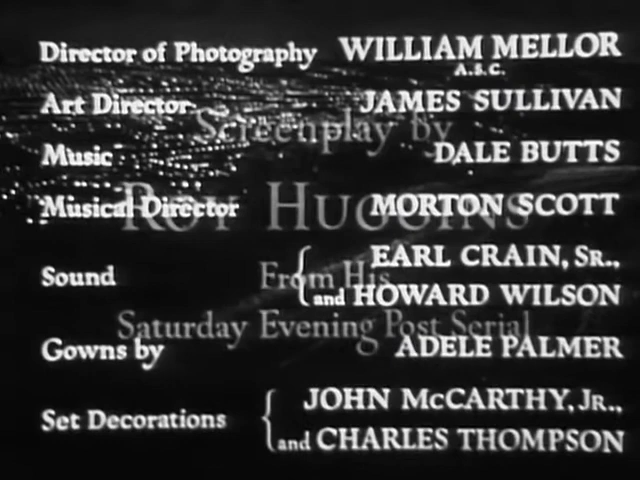 Director of Photography WILLIAM MELLOR
A.S.C.
Art Director JAMES SULLIVAN
Screenplay by
Music DALE BUTTS
Musical Director MORTON SCOTT
ROY HUGGINS
Sound EARL CRAIN, SR.,
and HOWARD WILSON
From His
Saturday Evening Post Serial
Gowns by ADELE PALMER
Set Decorations JOHN McCARTHY, JR.,
and CHARLES THOMPSON